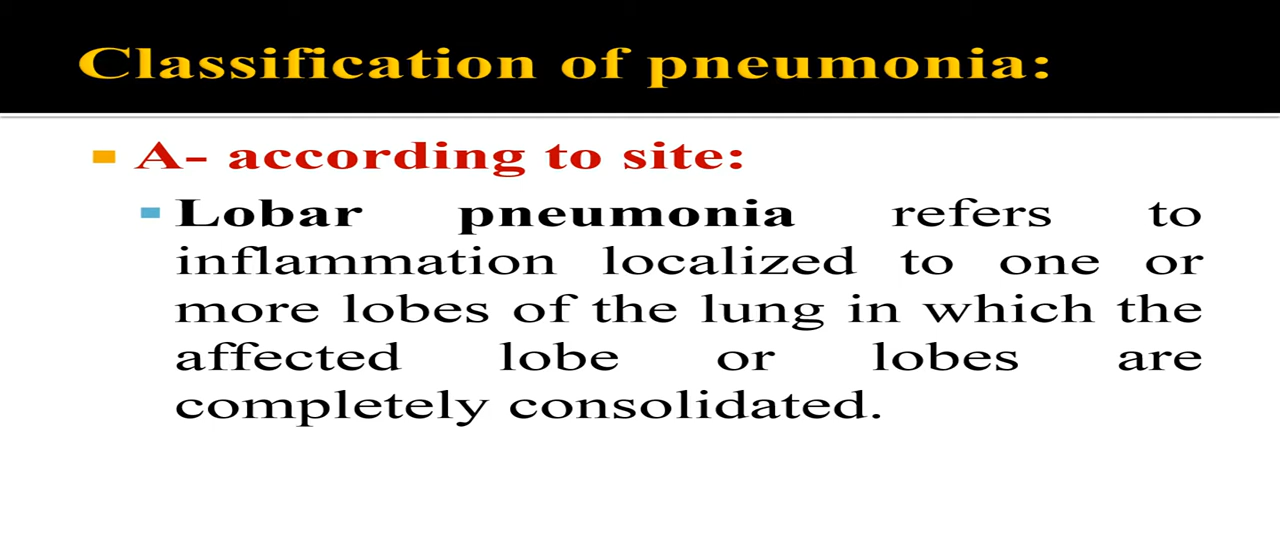 Classification of pneumonia:
A- according to site:
Lobar pneumonia refers to
inflammation localized to one or
more lobes of the lung in which the
affected lobe or lobes are
completely consolidated.